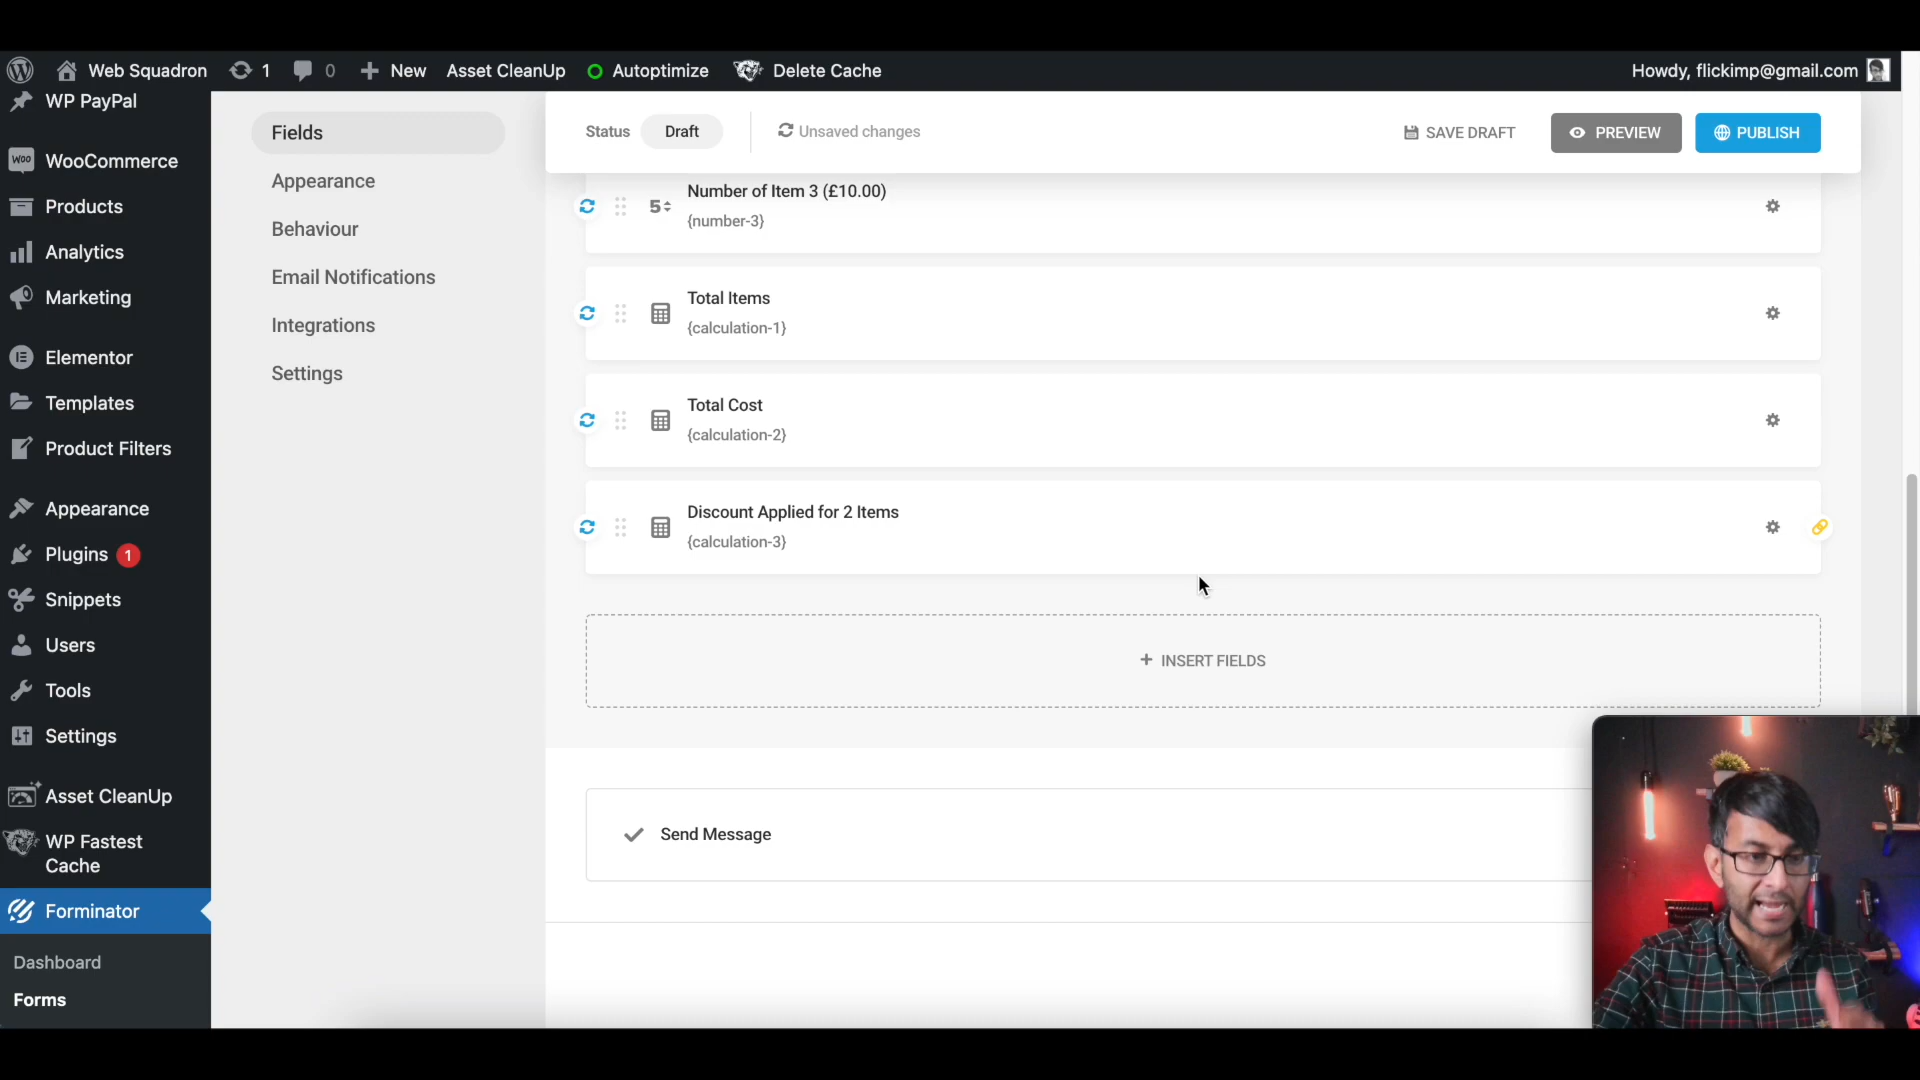 Web Squadron
1
0
New
Asset CleanUp
Autoptimize
Delete Cache
Howdy, flickimp@gmail.com
WP PayPal
WooCommerce
Products
Analytics
Marketing
Elementor
Templates
Product Filters
Appearance
Plugins 1
Snippets
Users
Tools
Settings
Asset CleanUp
WP Fastest
Cache
Forminator
Dashboard
Forms
Fields
Appearance
Behaviour
Email Notifications
Integrations
Settings
Status
Draft
Unsaved changes
SAVE DRAFT
PREVIEW
PUBLISH
5
Number of Item 3 (£10.00)
{number-3}
Total Items
{calculation-1}
Total Cost
{calculation-2}
Discount Applied for 2 Items
{calculation-3}
+ INSERT FIELDS
Send Message